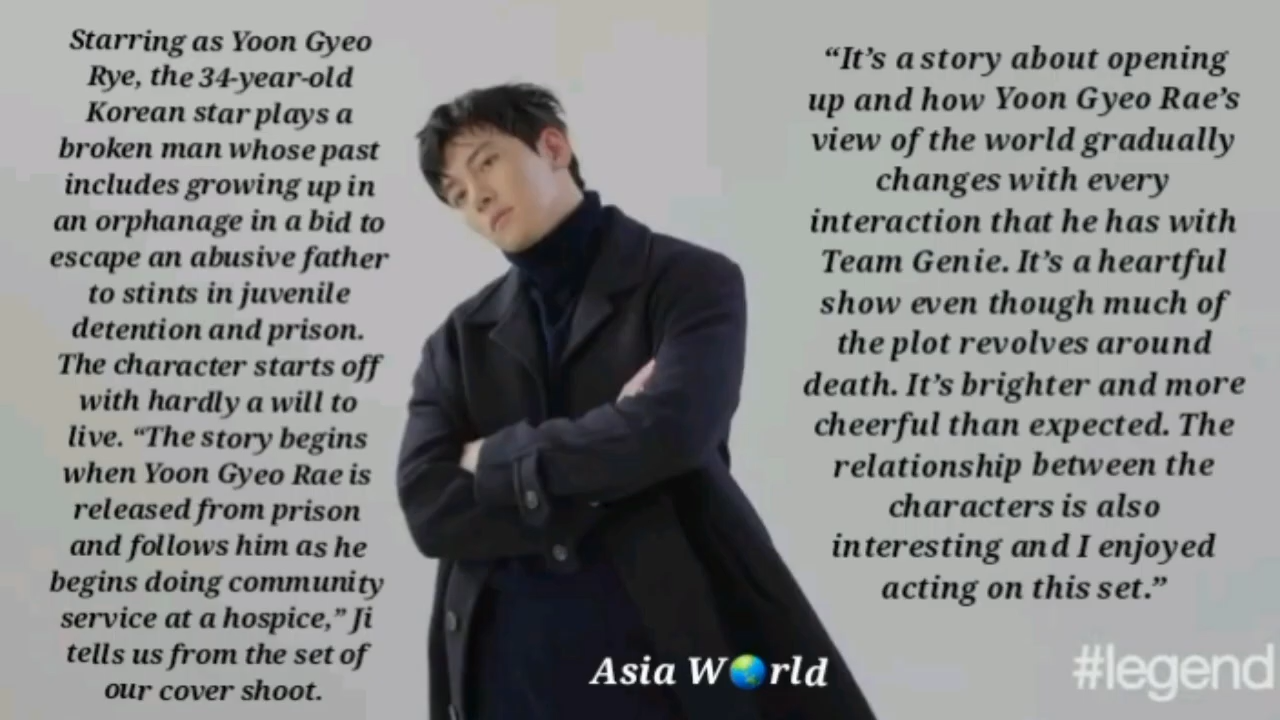 Starring as Yoon Gyeo
Rye, the 34-year-old
Korean star plays a
broken man whose past
includes growing up in
an orphanage in a bid to
escape an abusive father
to stints in juvenile
detention and prison.
The character starts off
with hardly a will to
live. “The story begins
when Yoon Gyeo Rae is
released from prison
and follows him as he
begins doing community
service at a hospice,” Ji
tells us from the set of
our cover shoot.
“It’s a story about opening
up and how Yoon Gyeo Rae’s
view of the world gradually
changes with every
interaction that he has with
Team Genie. It’s a heartful
show even though much of
the plot revolves around
death. It’s brighter and more
cheerful than expected. The
relationship between the
characters is also
interesting and I enjoyed
acting on this set.”
Asia W🌏rld
#legend